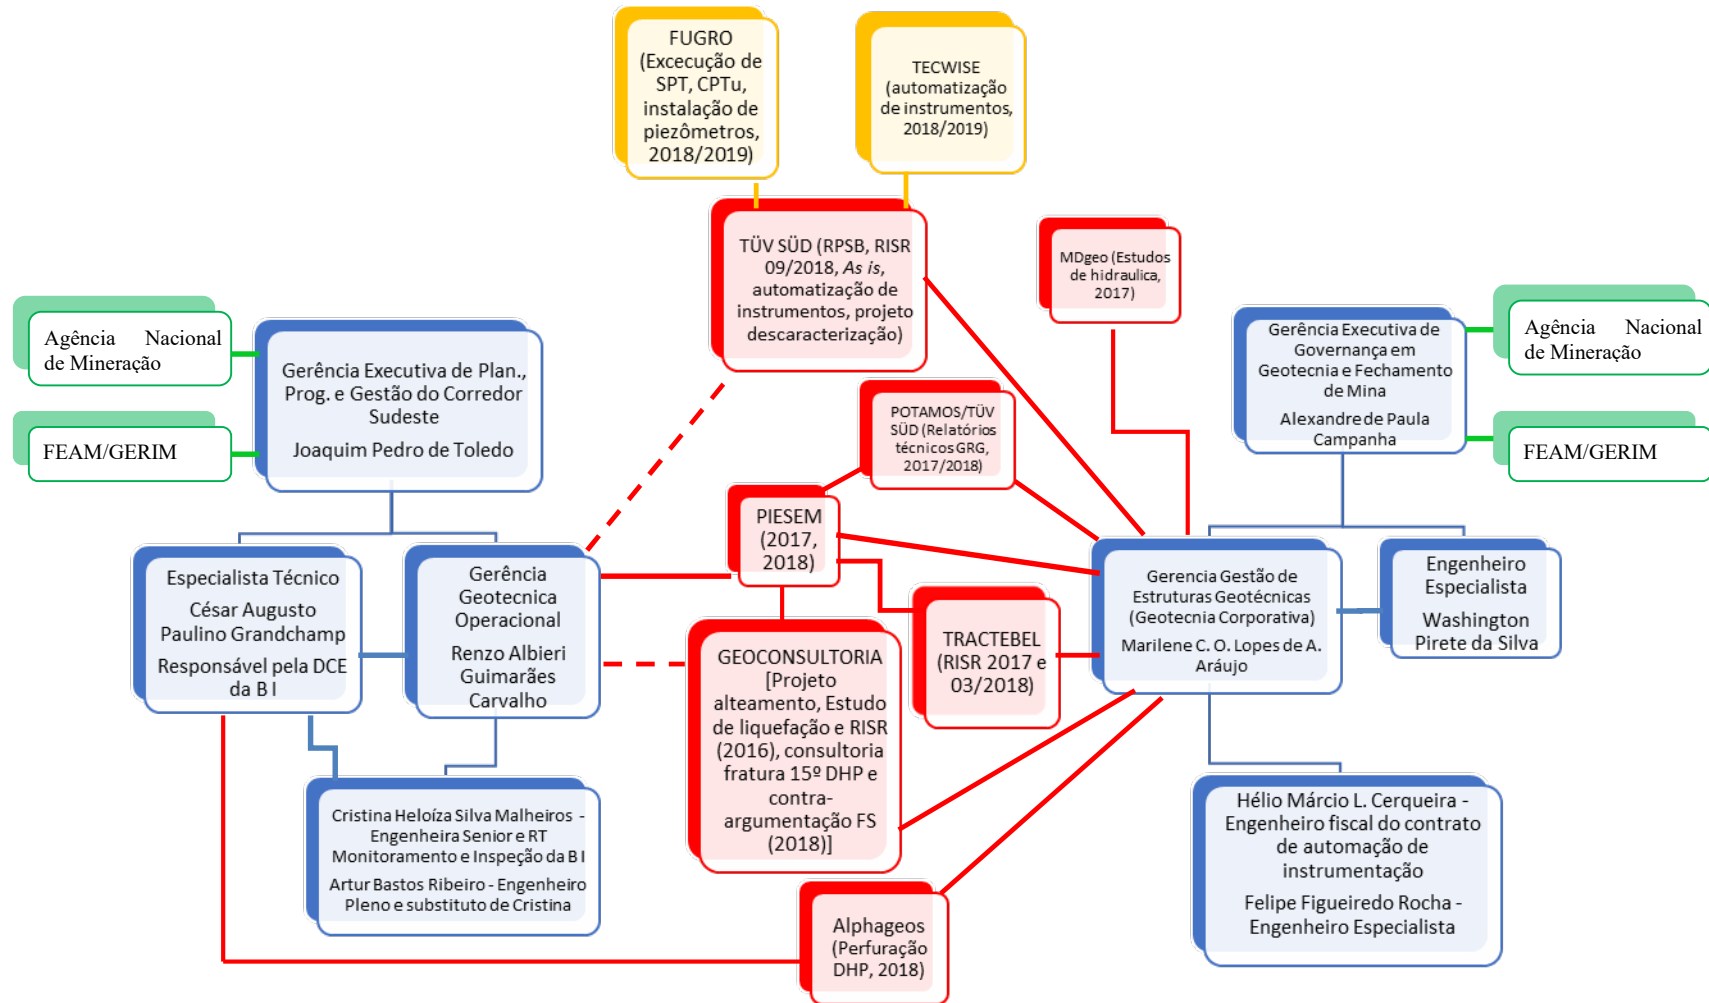 FUGRO
(Excecução de
SPT, CPTu,
instalação de
piezômetros,
2018/2019)
TECWISE
(automatização
de instrumentos,
2018/2019)
TÜV SÜD (RPSB, RISR
09/2018, As is,
automatização de
instrumentos, projeto
descaracterização)
MDgeo (Estudos
de hidraulica,
2017)
Agência Nacional
de Mineração
FEAM/GERIM
Gerência Executiva de Plan.,
Prog. e Gestão do Corredor
Sudeste
Joaquim Pedro de Toledo
Gerência Executiva de
Governança em
Geotecnia e Fechamento
de Mina
Alexandre de Paula
Campanha
Agência Nacional
de Mineração
FEAM/GERIM
POTAMOS/TÜV
SÜD (Relatórios
técnicos GRG,
2017/2018)
PIESEM
(2017,
2018)
Especialista Técnico
César Augusto
Paulino Grandchamp
Responsável pela DCE
da B I
Gerência
Geotecnica
Operacional
Renzo Albieri
Guimarães
Carvalho
Gerencia Gestão de
Estruturas Geotécnicas
(Geotecnia Corporativa)
Marilene C. O. Lopes de A.
Aráujo
Engenheiro
Especialista
Washington
Pirete da Silva
TRACTEBEL
(RISR 2017 e
03/2018)
GEOCONSULTORIA
[Projeto
alteamento, Estudo
de liquefação e RISR
(2016), consultoria
fratura 15º DHP e
contra-
argumentação FS
(2018)]
Cristina Heloíza Silva Malheiros -
Engenheira Senior e RT
Monitoramento e Inspeção da B I
Artur Bastos Ribeiro - Engenheiro
Pleno e substituto de Cristina
Hélio Márcio L. Cerqueira -
Engenheiro fiscal do contrato
de automação de
instrumentação
Felipe Figueiredo Rocha -
Engenheiro Especialista
Alphageos
(Perfuração
DHP, 2018)